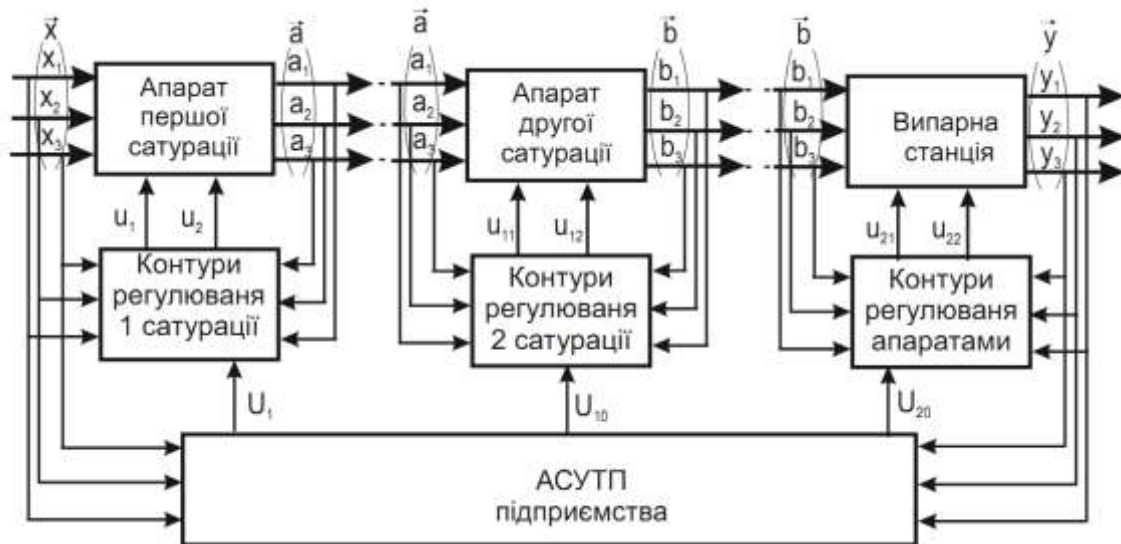 x⃗
a⃗
a⃗
b⃗
b⃗
y⃗
x₁
x₂
x₃
Апарат
першої
сатурації
a₁
a₂
a₃
a₁
a₂
a₃
Апарат
другої
сатурації
b₁
b₂
b₃
b₁
b₂
b₃
Випарна
станція
y₁
y₂
y₃
u₁
u₂
u₁₁
u₁₂
u₂₁
u₂₂
Контури
регулюваня
1 сатурації
Контури
регулюваня
2 сатурації
Контури
регулюваня
апаратами
U₁
U₁₀
U₂₀
АСУТП
підприємства